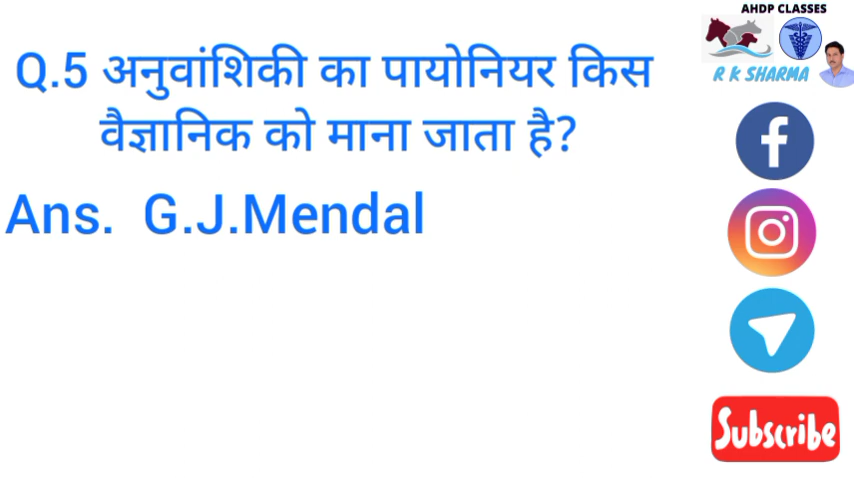 AHDP CLASSES
R K SHARMA
Q.5 अनुवांशिकी का पायोनियर किस
वैज्ञानिक को माना जाता है?
Ans. G.J.Mendal
Subscribe